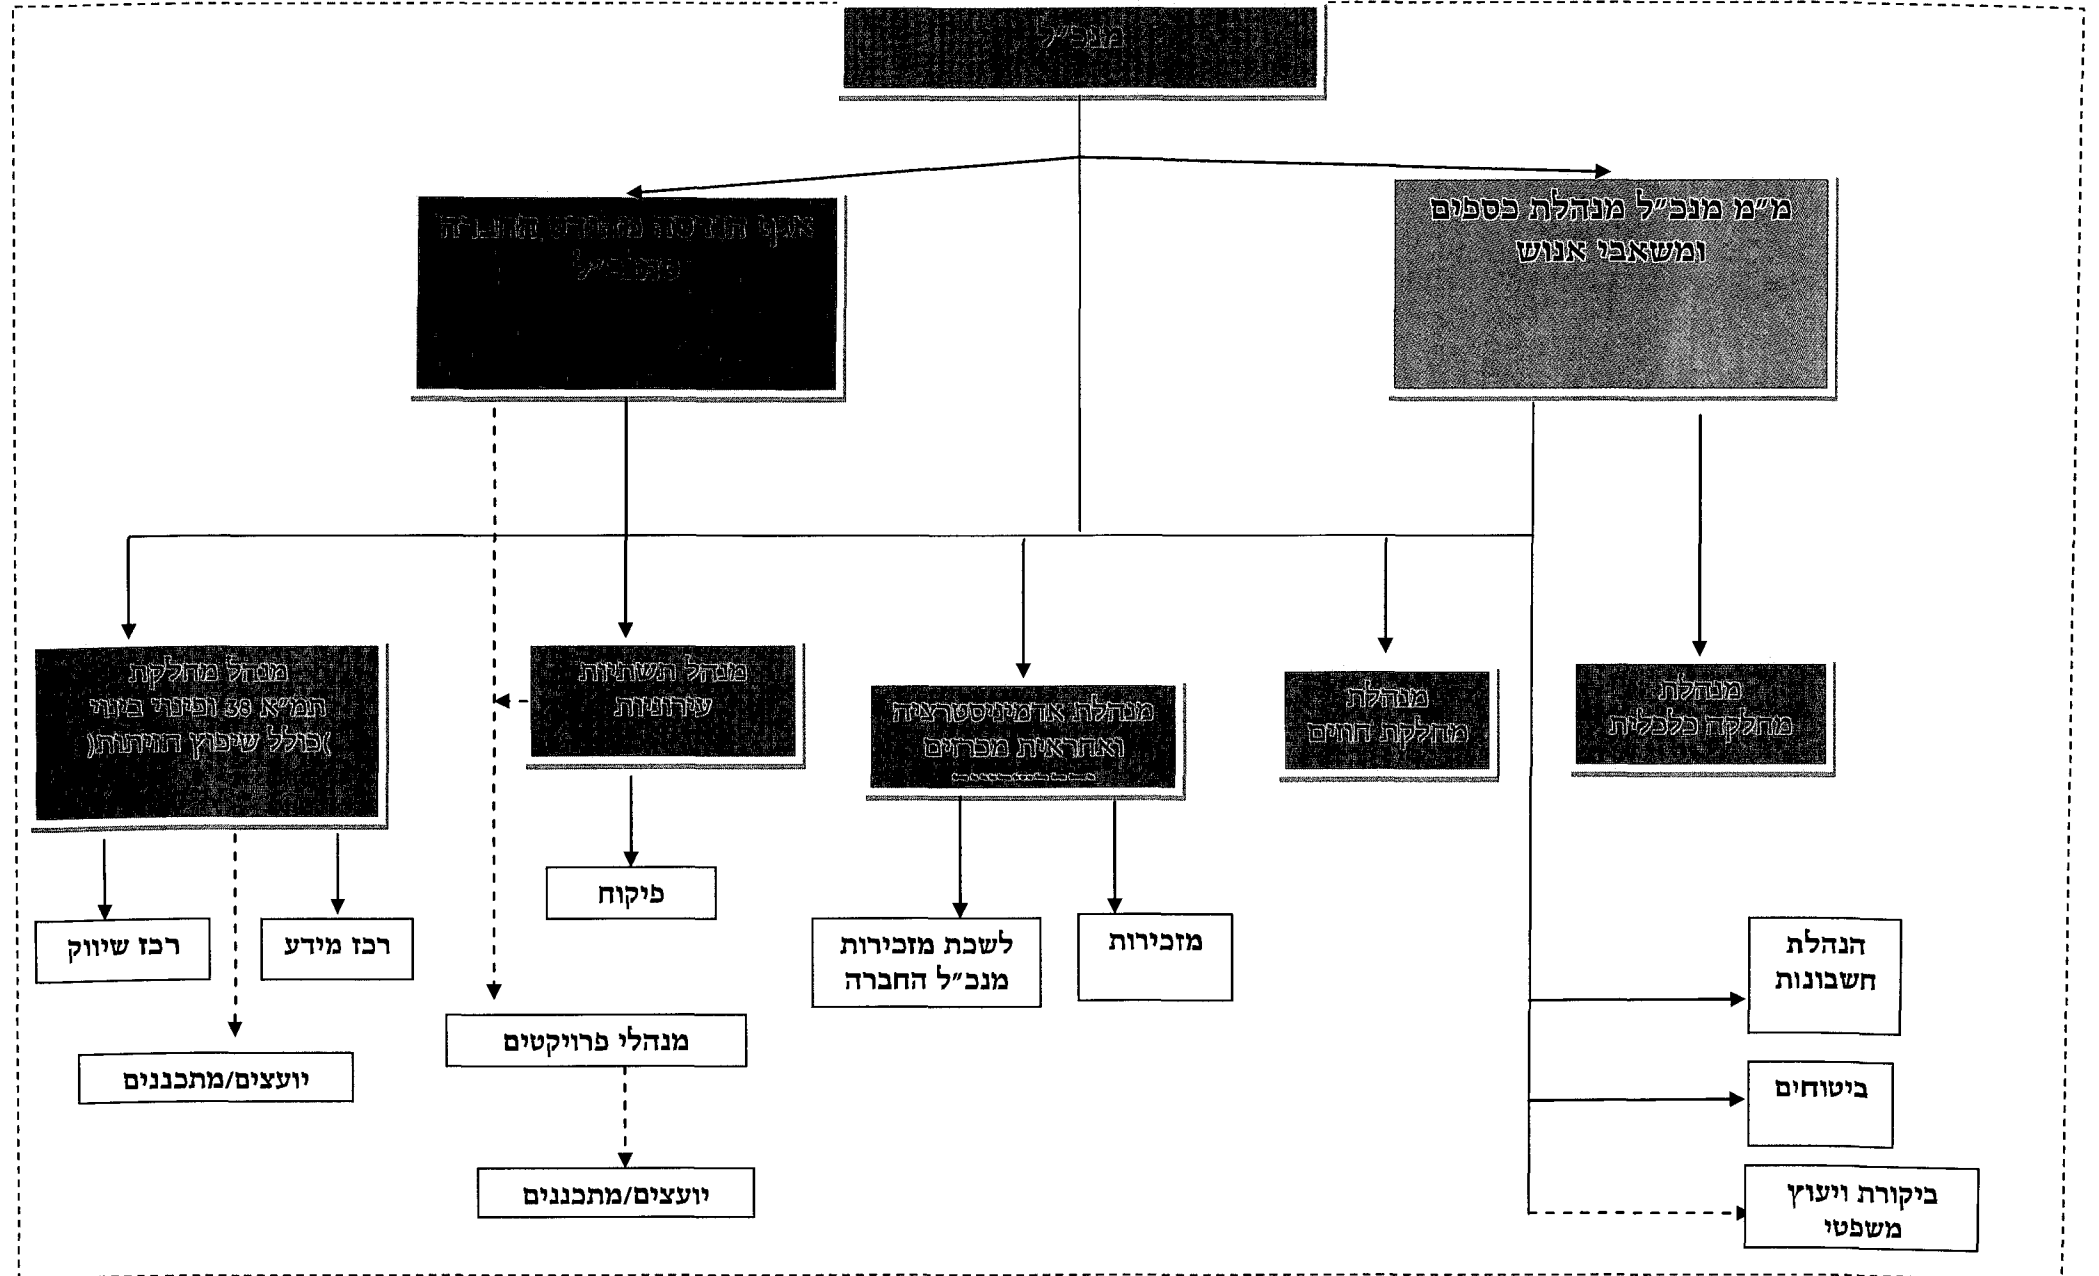 מנכ"ל
מ"מ מנכ"ל מנהלת כספים
ומשאבי אנוש
אגף הנדסה מהנדס החברה
סמנכ"ל
מנהלת
מחלקה כלכלית
מנהלת
מחלקת חוזים
מנהלת אדמיניסטרציה
ואחראית מכרזים
מנהל תשתיות
עירוניות
מנהל מחלקת
תמ"א 38 ופינוי בינוי
)כולל שיפוץ חזיתות(
פיקוח
מזכירות
לשכת מזכירות
מנכ"ל החברה
רכז מידע
רכז שיווק
הנהלת
חשבונות
מנהלי פרויקטים
יועצים/מתכננים
ביטוחים
יועצים/מתכננים
ביקורת ויעוץ
משפטי